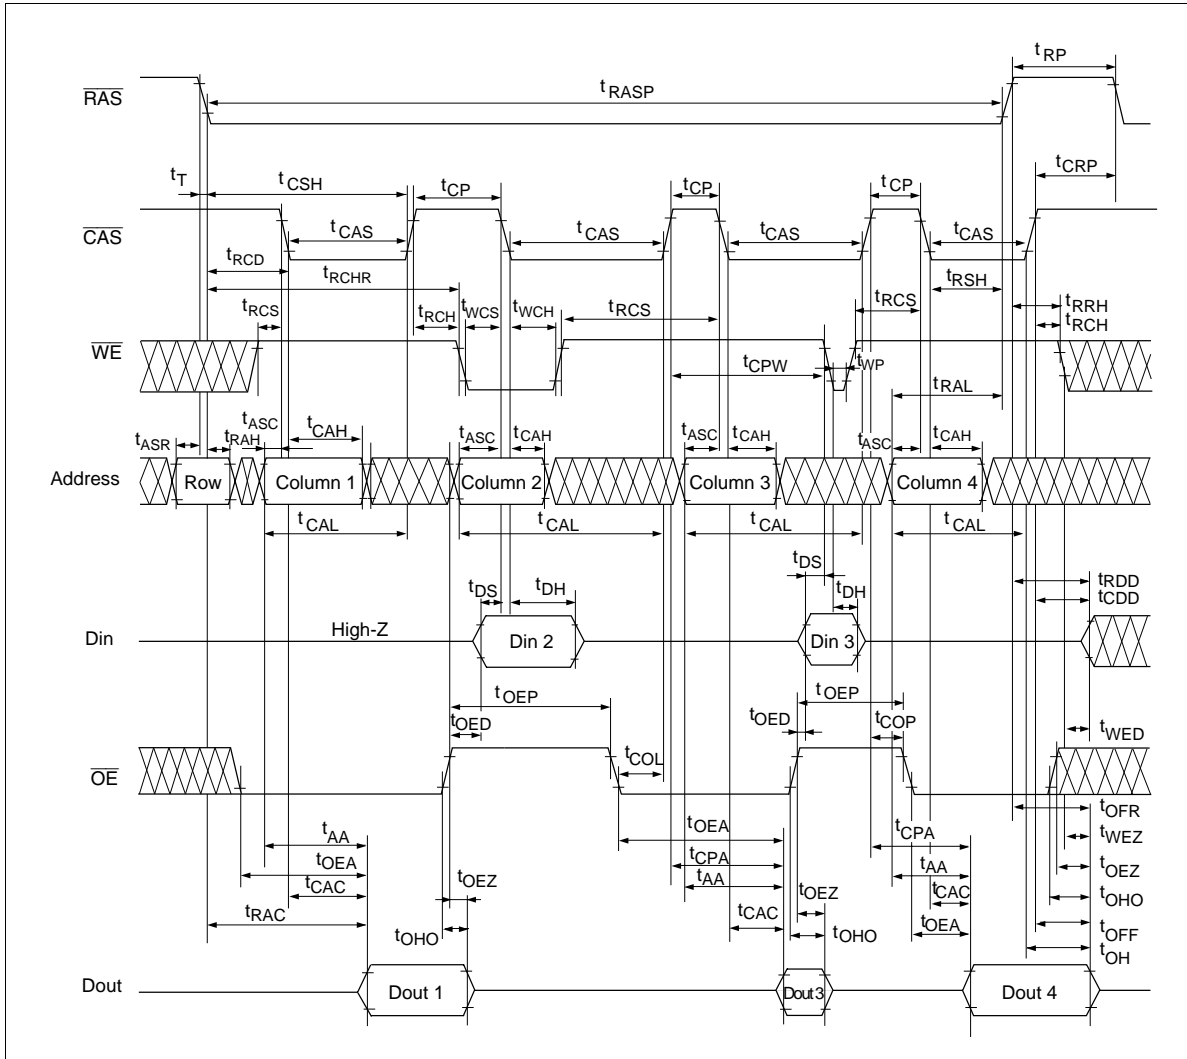 tRP
RAS
tRASP
tT
tCSH
tCP
tCP
tCP
tCRP
CAS
tCAS
tCAS
tCAS
tCAS
tRCD
tRCHR
tRSH
tRCS
tRCH
tWCS
tWCH
tRCS
tRCS
tRRH
tRCH
WE
tCPW
tWP
tRAL
tASR
tRAH
tASC
tCAH
tASC
tCAH
tASC
tCAH
tASC
tCAH
Address
Row
Column 1
Column 2
Column 3
Column 4
tCAL
tCAL
tCAL
tCAL
tDS
tDH
tDS
tDH
tRDD
tCDD
Din
High-Z
Din 2
Din 3
tOEP
tOEP
tOED
tOED
tCOP
tWED
OE
tCOL
tOFR
tOEA
tCPA
tWEZ
tAA
tCPA
tAA
tOEZ
tOEA
tAA
tCAC
tOHO
tCAC
tOEZ
tOEZ
tRAC
tCAC
tOEA
tOFF
tOHO
tOHO
tOH
Dout
Dout 1
Dout 3
Dout 4